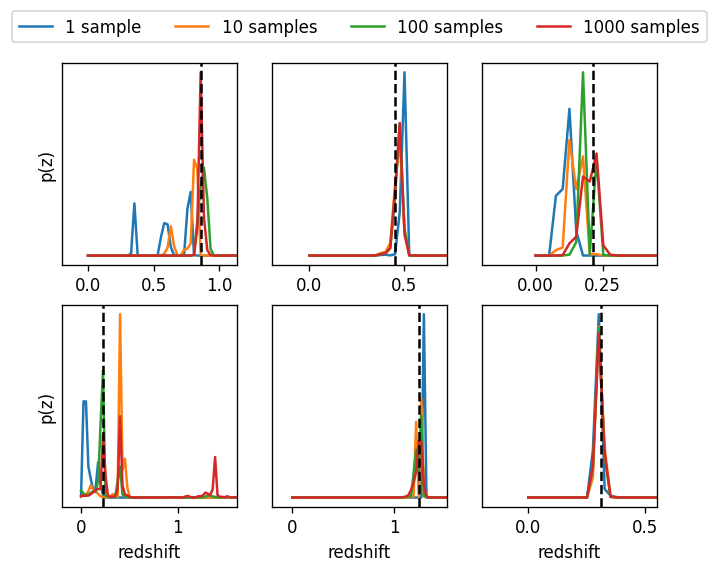 1 sample 10 samples 100 samples 1000 samples
p(z)
0.0 0.5 1.0 0.0 0.5 0.00 0.25
p(z)
0 1 0 1 0.0 0.5
redshift redshift redshift